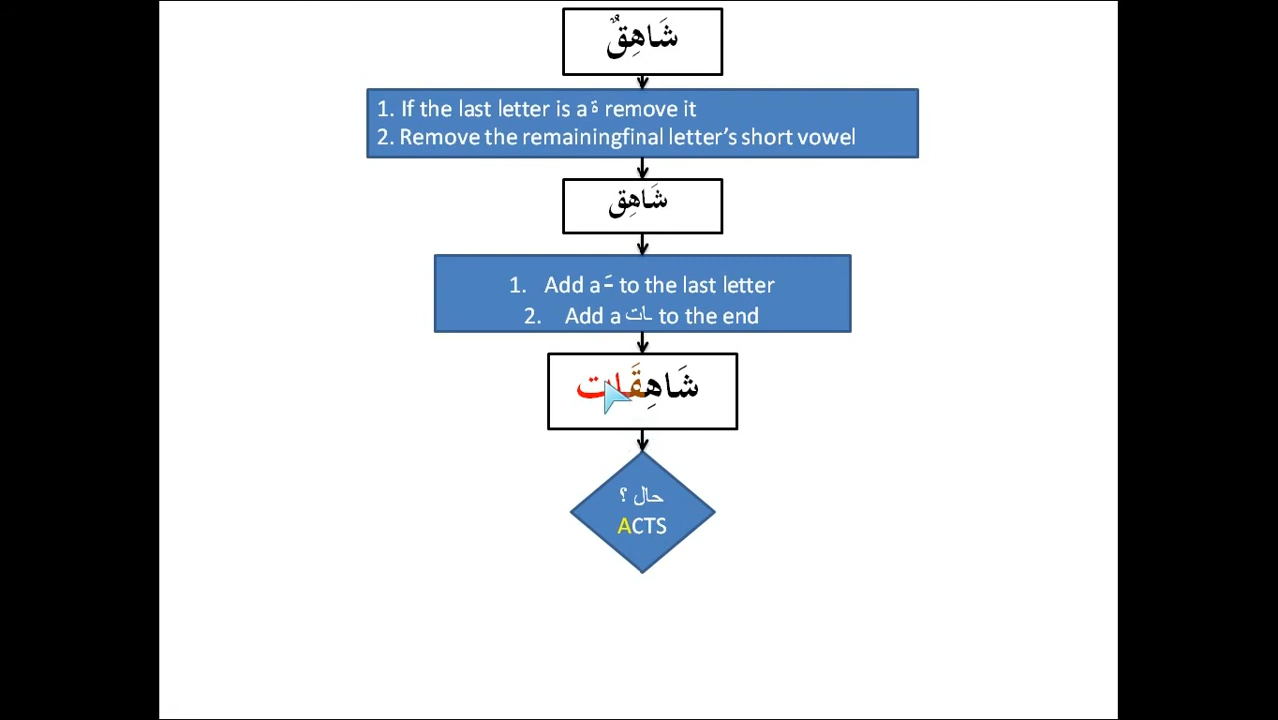 شَاهِقٌ
1. If the last letter is a ة remove it
2. Remove the remainingfinal letter's short vowel
شَاهِق
1. Add a ـَ to the last letter
2. Add a ـات to the end
شَاهِقَات
حال ؟
ACTS